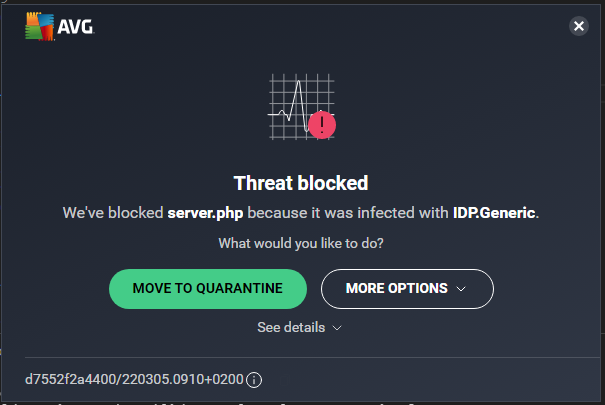 AVG
Threat blocked
We've blocked server.php because it was infected with IDP.Generic.
What would you like to do?
MOVE TO QUARANTINE
MORE OPTIONS
See details
d7552f2a4400/220305.0910+0200